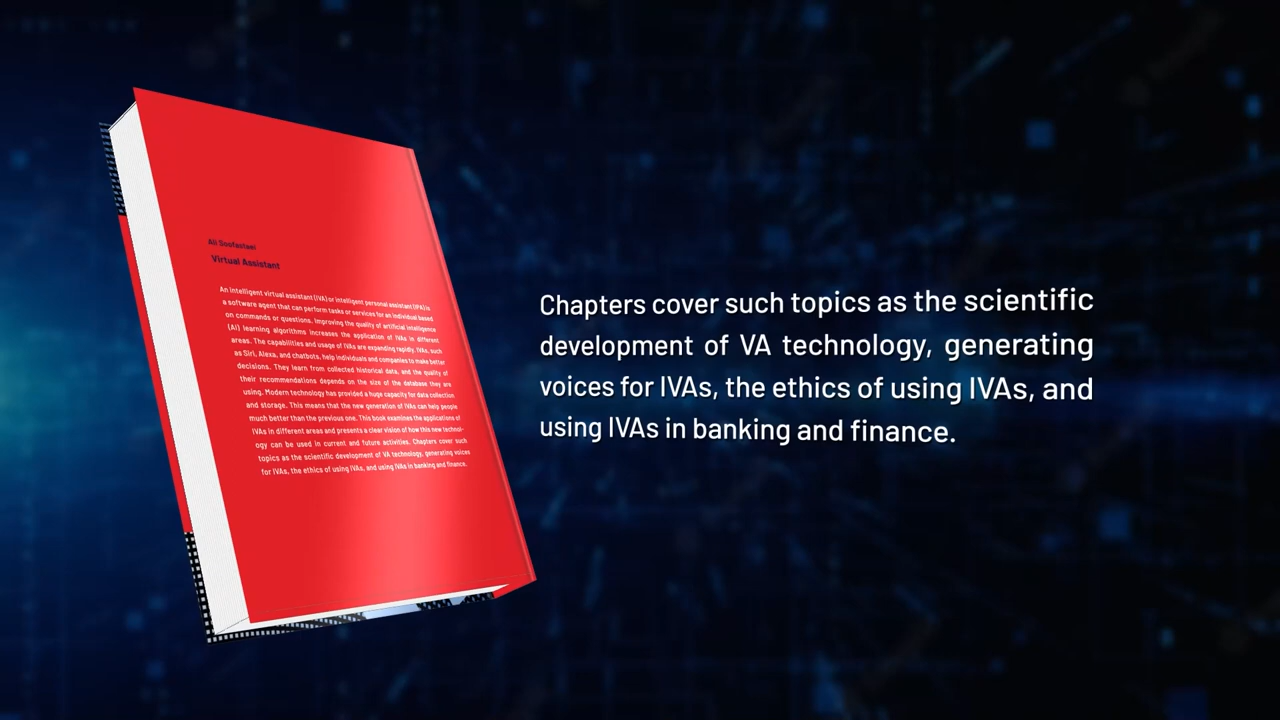 Ali Soofastaei
Virtual Assistant
An intelligent virtual assistant (IVA) or intelligent personal assistant (IPA) is
a software agent that can perform tasks or services for an individual based
on commands or questions. Improving the quality of artificial intelligence
(AI) learning algorithms increases the application of IVAs in different
areas. The capabilities and usage of IVAs are expanding rapidly. IVAs, such
as Siri, Alexa, and chatbots, help individuals and companies to make better
decisions. They learn from collected historical data, and the quality of
their recommendations depends on the size of the database they are
using. Modern technology has provided a huge capacity for data collection
and storage. This means that the new generation of IVAs can help people
much better than the previous one. This book examines the applications of
IVAs in different areas and presents a clear vision of how this new technol-
ogy can be used in current and future activities. Chapters cover such
topics as the scientific development of VA technology, generating voices
for IVAs, the ethics of using IVAs, and using IVAs in banking and finance.
Chapters cover such topics as the scientific
development of VA technology, generating
voices for IVAs, the ethics of using IVAs, and
using IVAs in banking and finance.